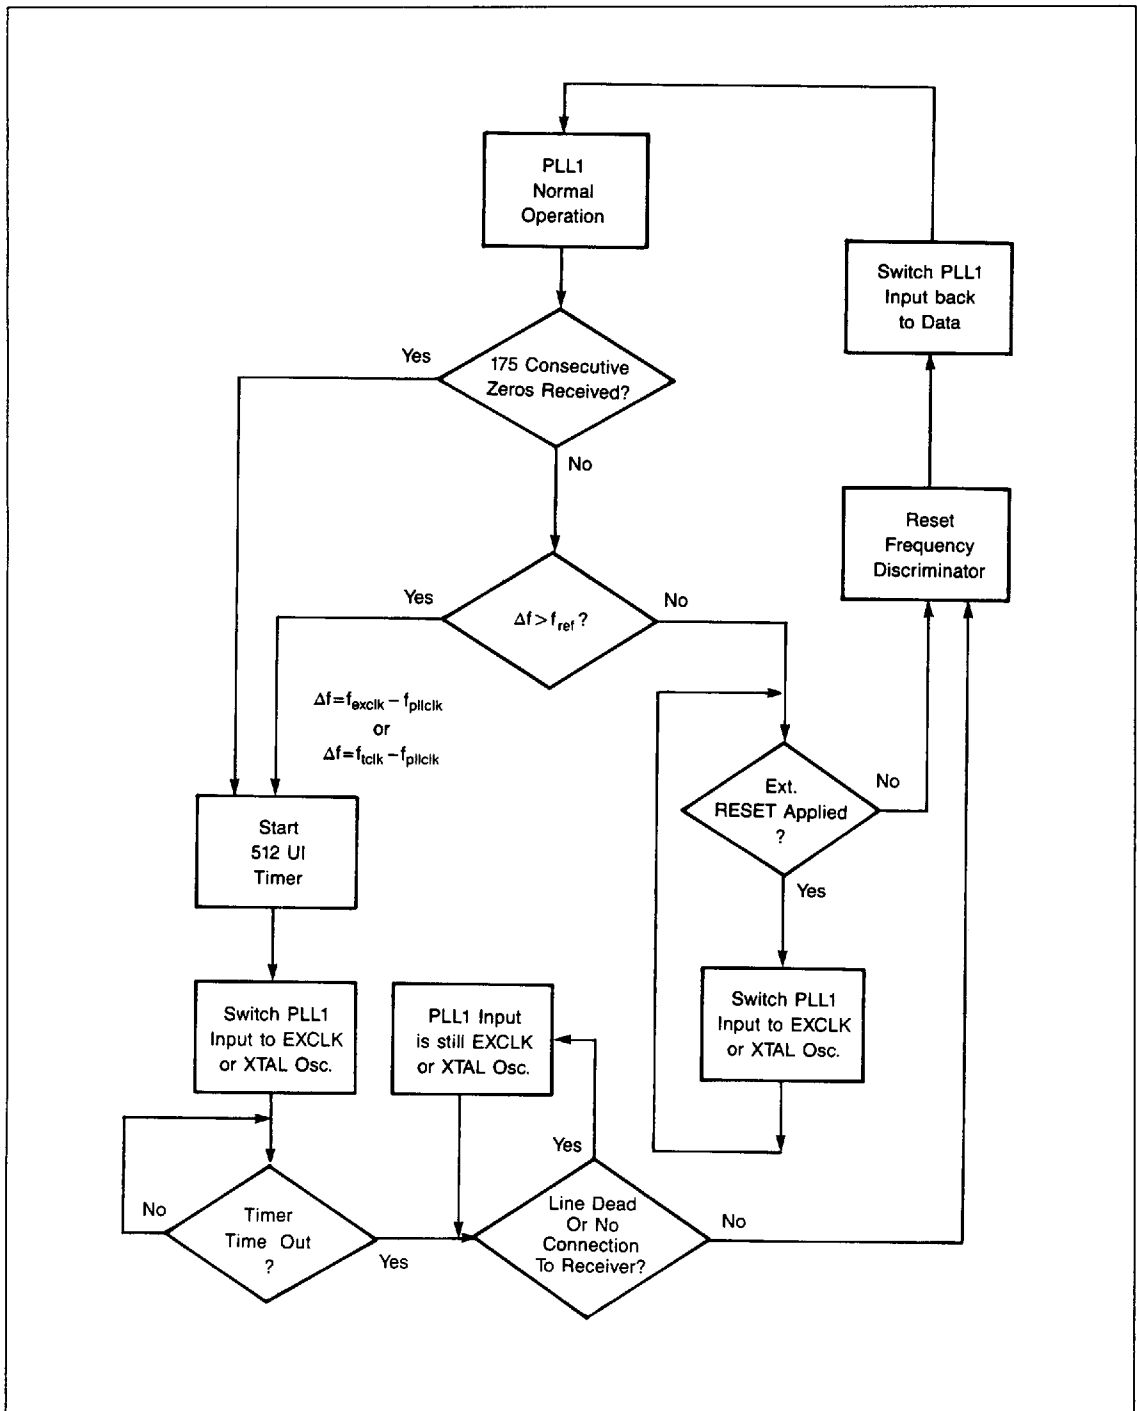 PLL1
Normal
Operation
Switch PLL1
Input back
to Data
Yes
175 Consecutive
Zeros Received?
No
Reset
Frequency
Discriminator
Yes
Δf>fref?
No
Δf=fexclk – fpllclk
or
Δf=ftclk – fpllclk
Ext.
RESET Applied
?
No
Yes
Start
512 UI
Timer
Switch PLL1
Input to EXCLK
or XTAL Osc.
PLL1 Input
is still EXCLK
or XTAL Osc.
Switch PLL1
Input to EXCLK
or XTAL Osc.
Yes
No
Timer
Time Out
?
Yes
Line Dead
Or No
Connection
To Receiver?
No